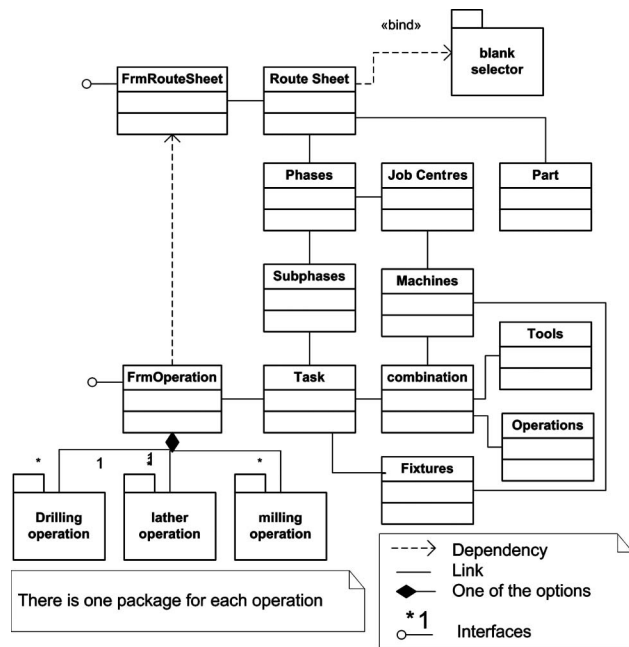 «bind»
blank
selector
FrmRouteSheet
Route Sheet
Phases
Job Centres
Part
Subphases
Machines
Tools
FrmOperation
Task
combination
Operations
* 1 1 *
Fixtures
Drilling
operation
lather
operation
milling
operation
There is one package for each operation
Dependency
Link
One of the options
* 1
Interfaces